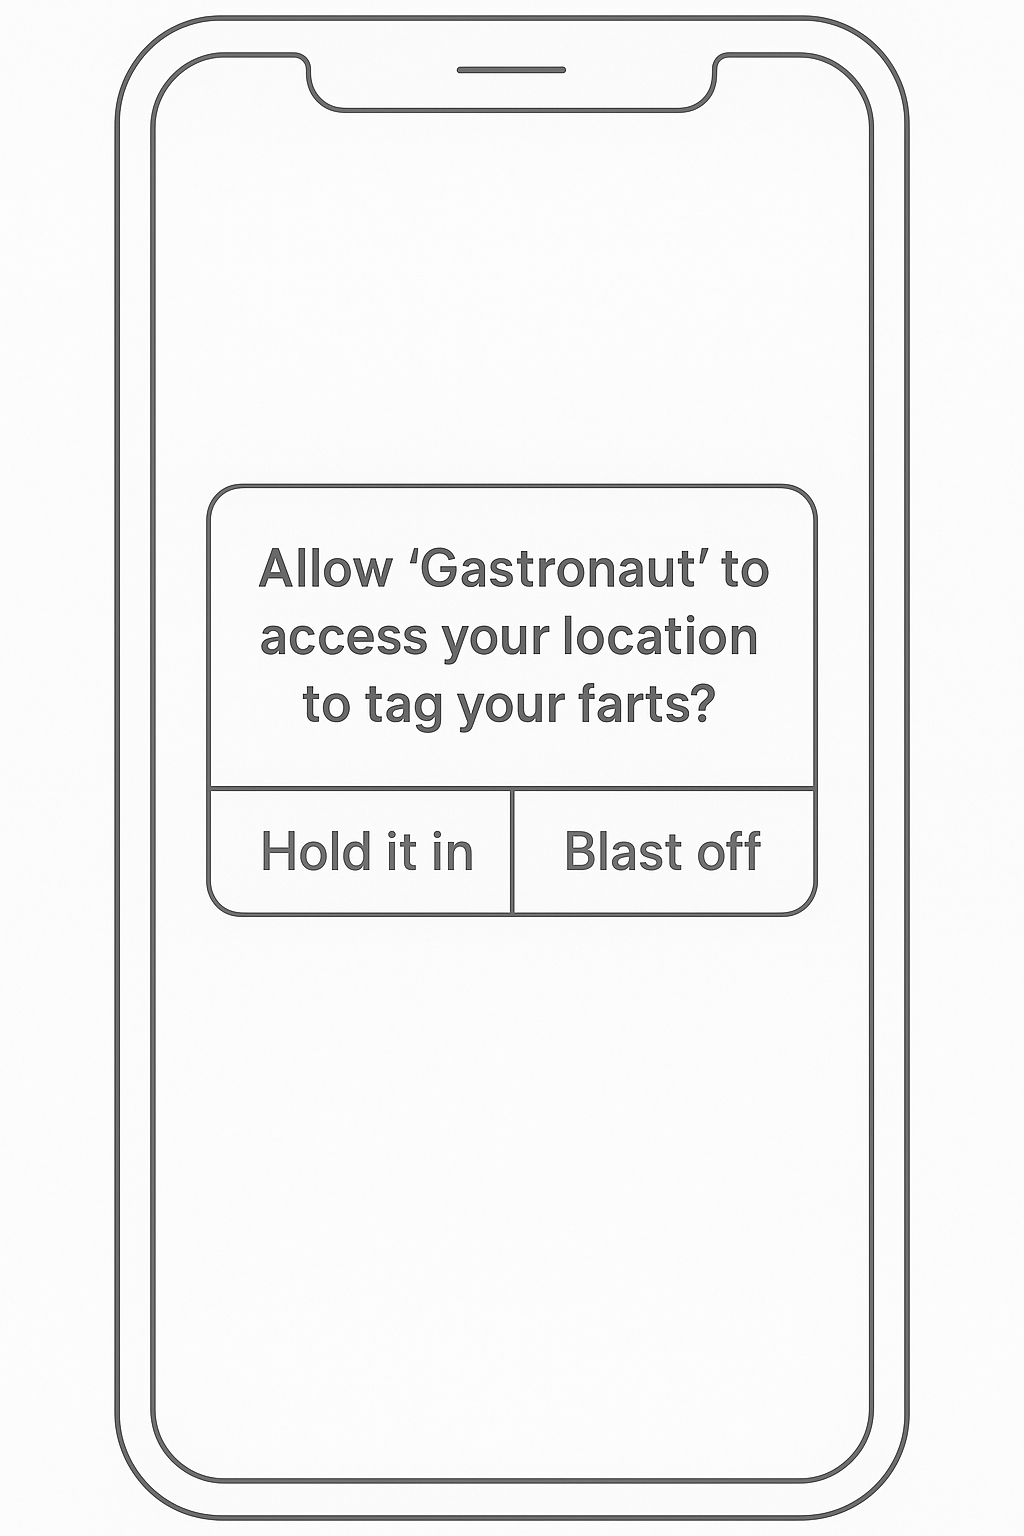 Allow ‘Gastronaut’ to
access your location
to tag your farts?
Hold it in
Blast off